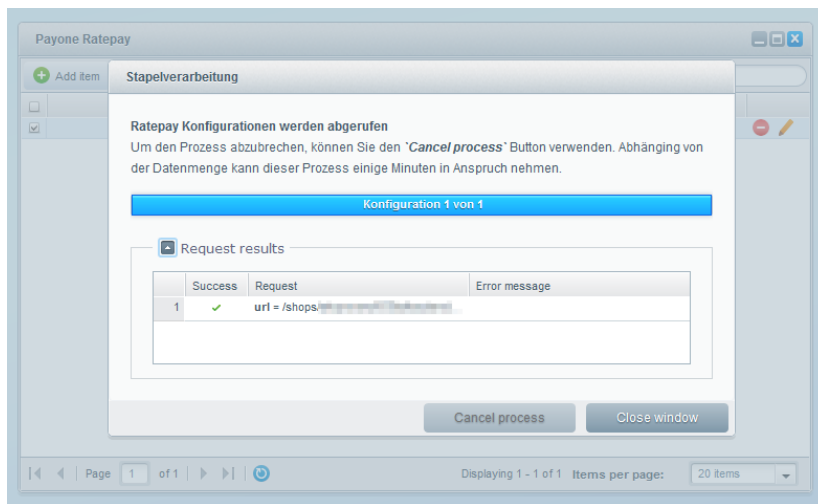 Payone Ratepay
Add item
Stapelverarbeitung
Ratepay Konfigurationen werden abgerufen
Um den Prozess abzubrechen, können Sie den `Cancel process` Button verwenden. Abhänging von
der Datenmenge kann dieser Prozess einige Minuten in Anspruch nehmen.
Konfiguration 1 von 1
Request results
Success Request Error message
1 url = /shops/
Cancel process Close window
Page 1 of 1 Displaying 1 - 1 of 1 Items per page: 20 items